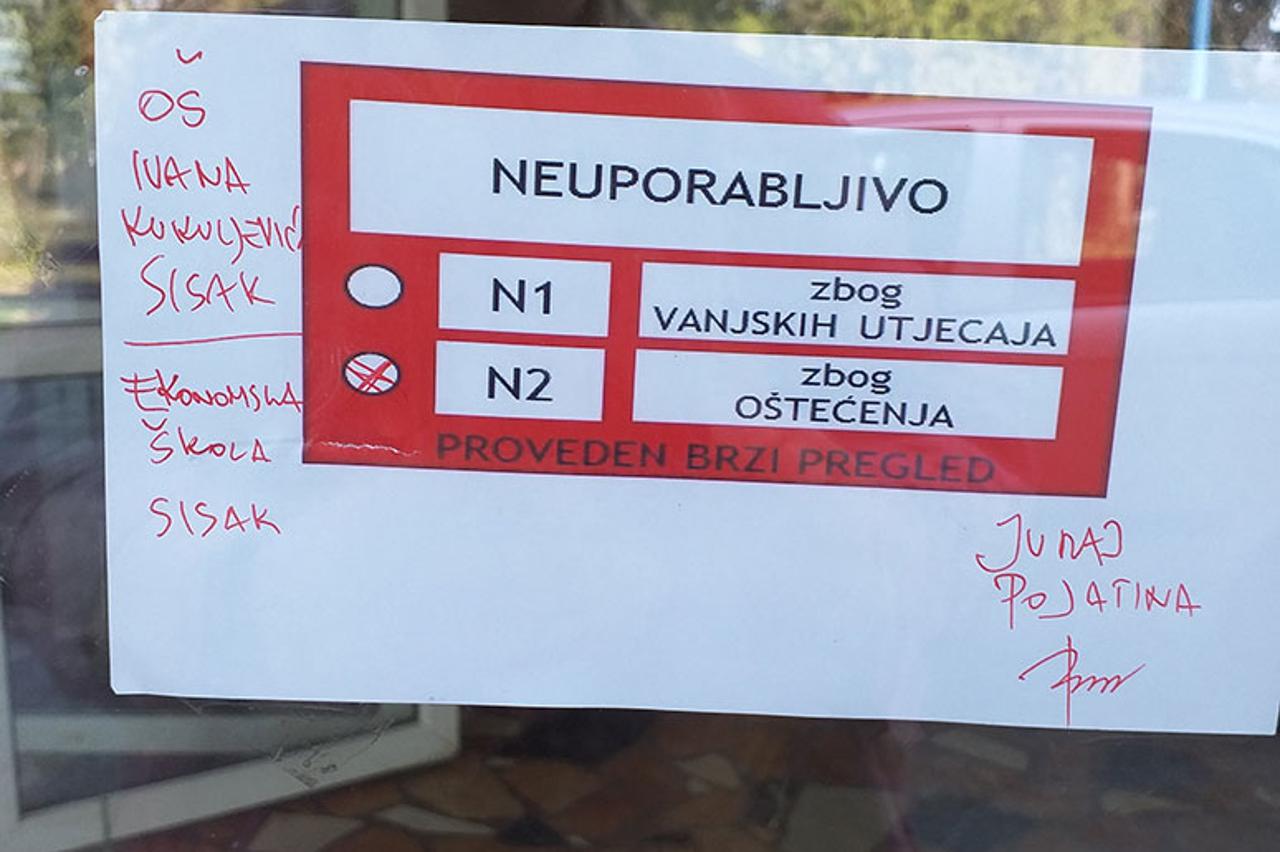 OŠ
IVANA
KUKULJEVIĆ
SISAK
EKONOMSKA
ŠKOLA
SISAK
NEUPORABLJIVO
N1
zbog
VANJSKIH UTJECAJA
N2
zbog
OŠTEĆENJA
PROVEDEN BRZI PREGLED
JURAJ
POJATINA